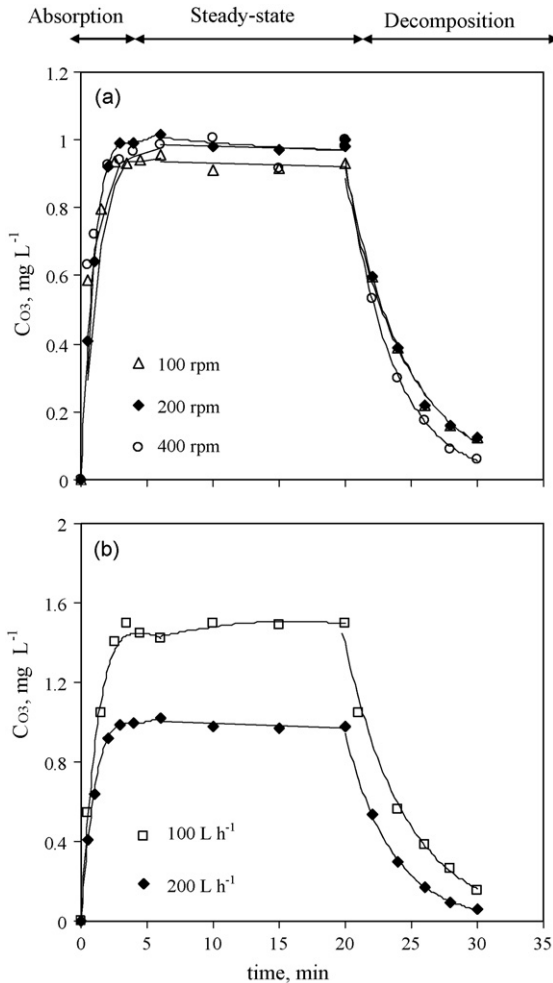 Absorption Steady-state Decomposition
(a)
1.2
1
0.8
0.6
0.4
0.2
0
C_O3, mg L⁻¹
100 rpm
200 rpm
400 rpm
(b)
2
1.6
1.2
0.8
0.4
0
C_O3, mg L⁻¹
100 L h⁻¹
200 L h⁻¹
0 5 10 15 20 25 30 35
time, min